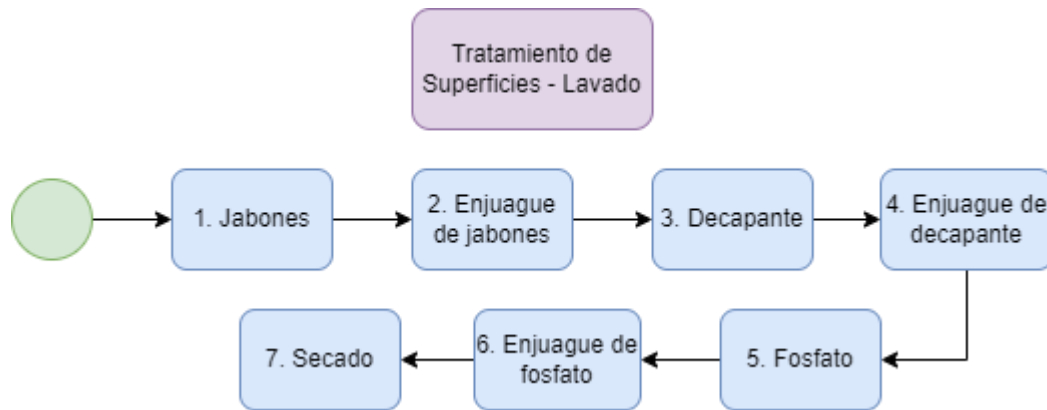 Tratamiento de
Superficies - Lavado
1. Jabones
2. Enjuague
de jabones
3. Decapante
4. Enjuague de
decapante
5. Fosfato
6. Enjuague de
fosfato
7. Secado